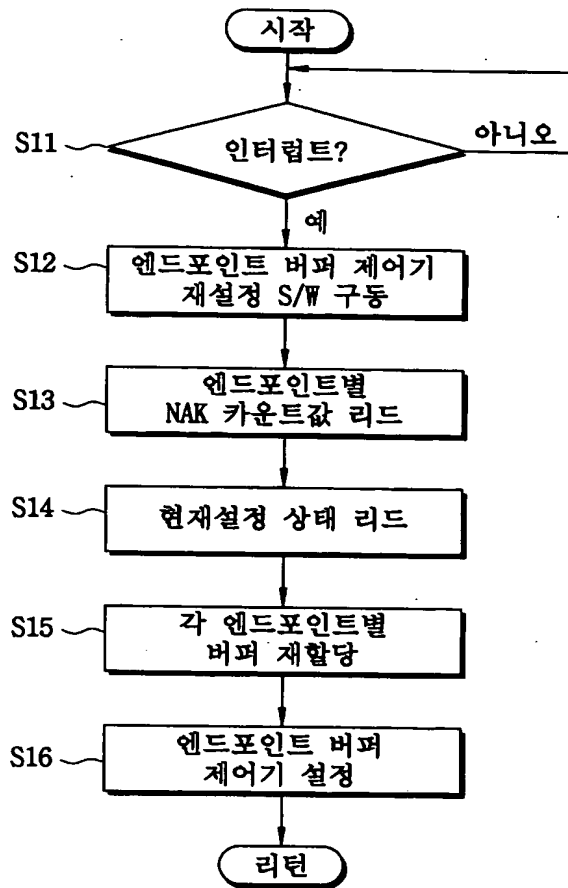 시작
S11
인터럽트?
아니오
예
S12
엔드포인트 버퍼 제어기
재설정 S/W 구동
S13
엔드포인트별
NAK 카운트값 리드
S14
현재설정 상태 리드
S15
각 엔드포인트별
버퍼 재할당
S16
엔드포인트 버퍼
제어기 설정
리턴